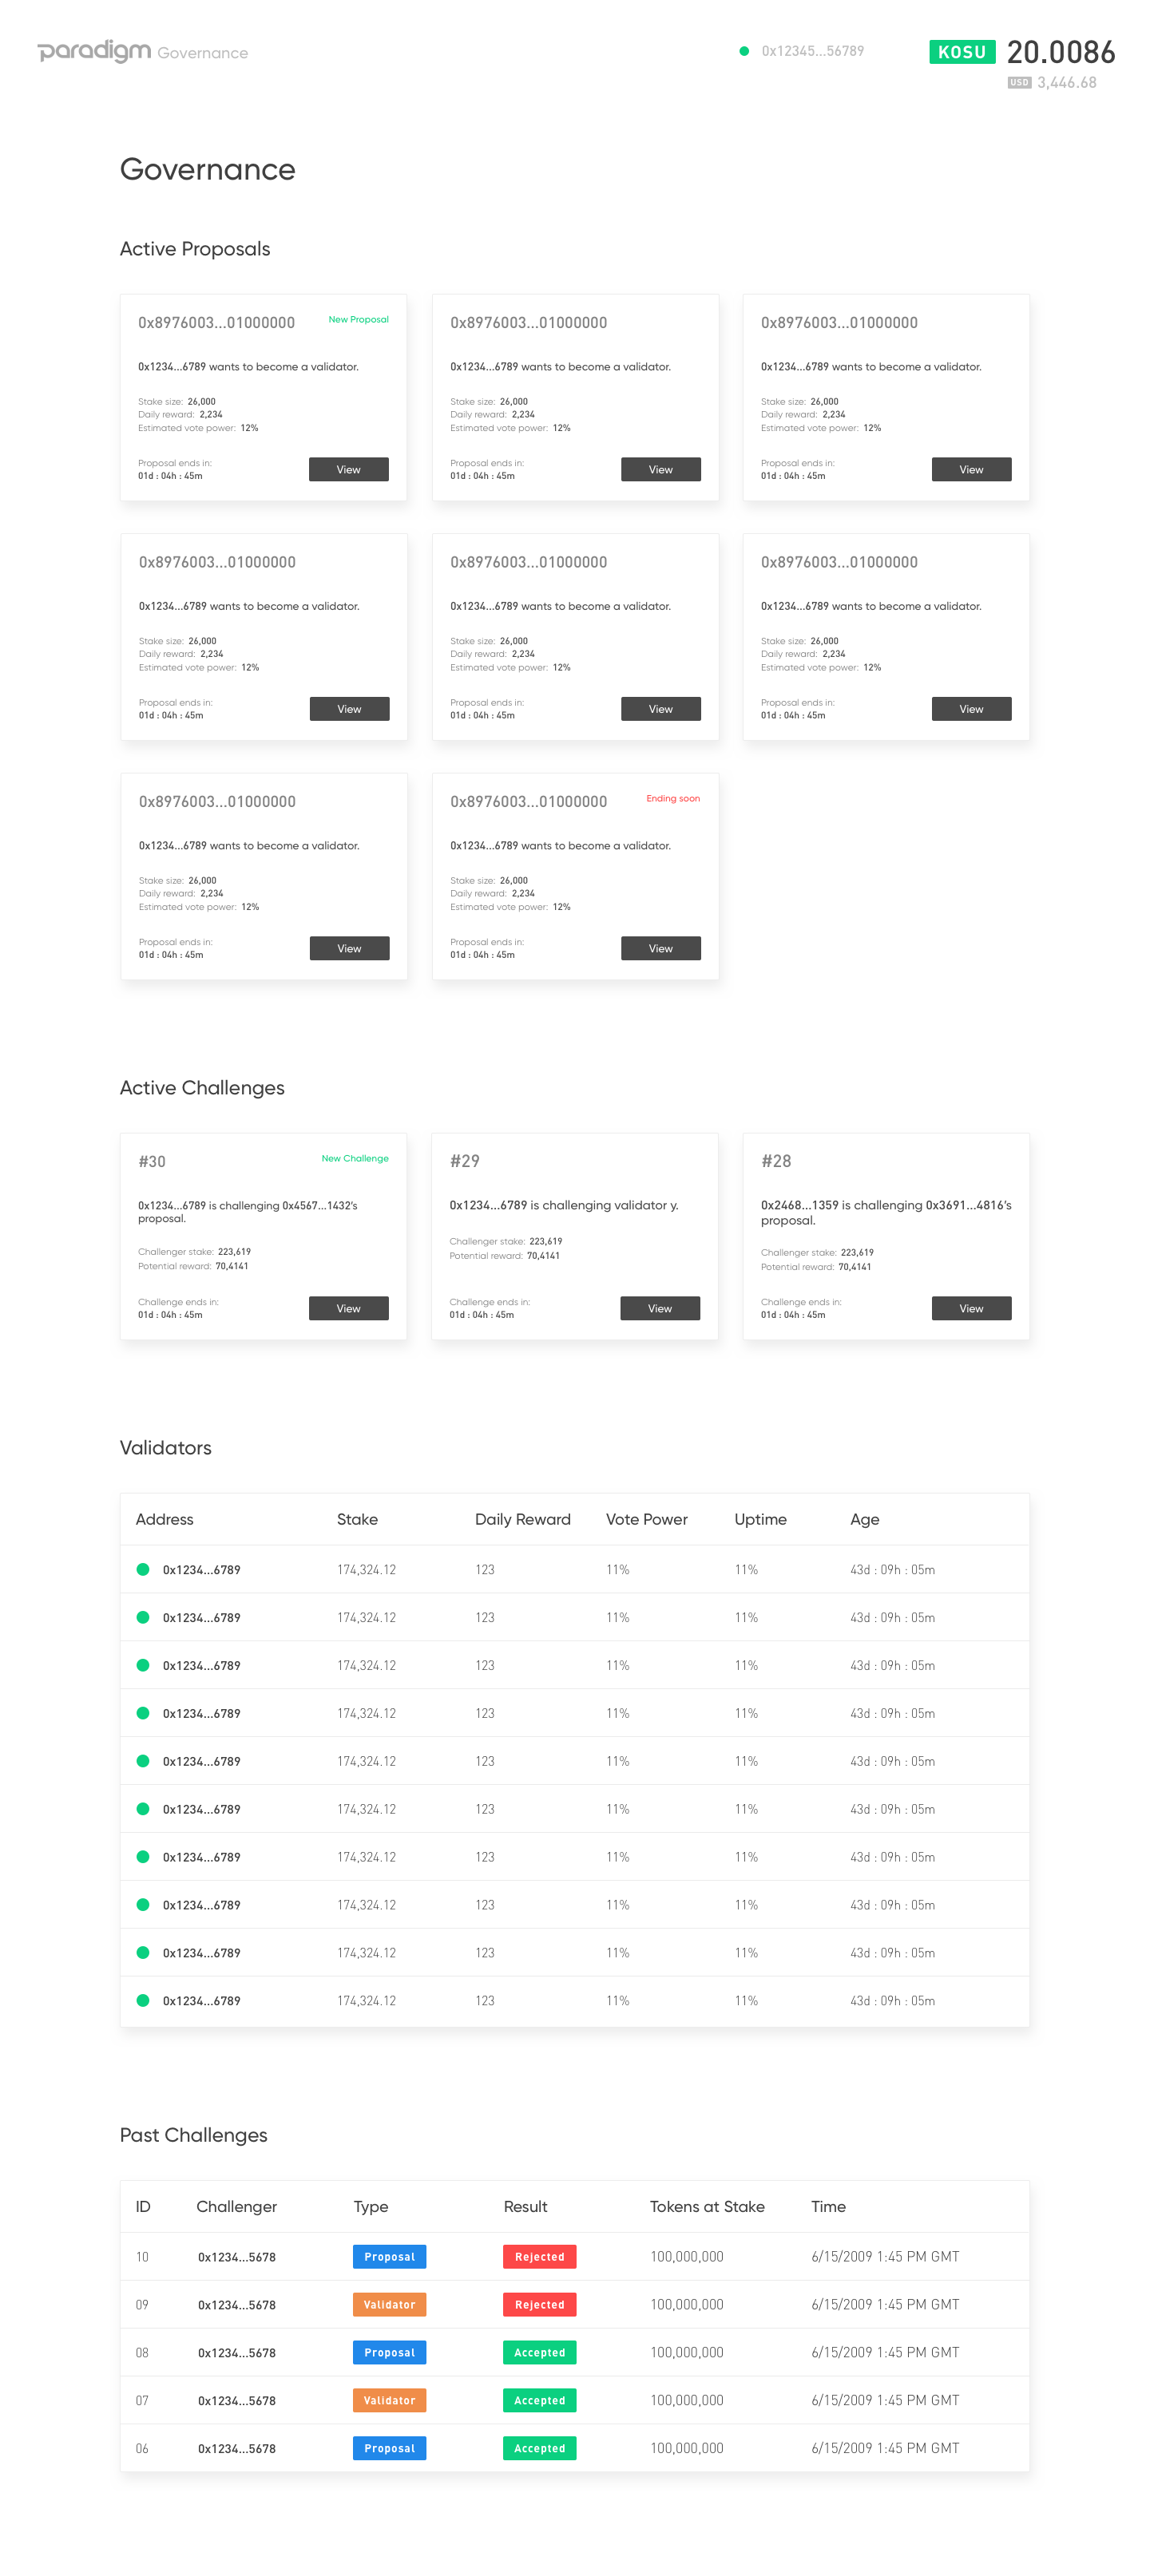 paradigm Governance
0x12345...56789
KOSU 20.0086
USD 3,446.68
Governance
Active Proposals
0x8976003...01000000 New Proposal
0x1234...6789 wants to become a validator.
Stake size: 26,000
Daily reward: 2,234
Estimated vote power: 12%
Proposal ends in:
01d : 04h : 45m
View
0x8976003...01000000
0x1234...6789 wants to become a validator.
Stake size: 26,000
Daily reward: 2,234
Estimated vote power: 12%
Proposal ends in:
01d : 04h : 45m
View
0x8976003...01000000
0x1234...6789 wants to become a validator.
Stake size: 26,000
Daily reward: 2,234
Estimated vote power: 12%
Proposal ends in:
01d : 04h : 45m
View
0x8976003...01000000
0x1234...6789 wants to become a validator.
Stake size: 26,000
Daily reward: 2,234
Estimated vote power: 12%
Proposal ends in:
01d : 04h : 45m
View
0x8976003...01000000
0x1234...6789 wants to become a validator.
Stake size: 26,000
Daily reward: 2,234
Estimated vote power: 12%
Proposal ends in:
01d : 04h : 45m
View
0x8976003...01000000
0x1234...6789 wants to become a validator.
Stake size: 26,000
Daily reward: 2,234
Estimated vote power: 12%
Proposal ends in:
01d : 04h : 45m
View
0x8976003...01000000
0x1234...6789 wants to become a validator.
Stake size: 26,000
Daily reward: 2,234
Estimated vote power: 12%
Proposal ends in:
01d : 04h : 45m
View
0x8976003...01000000 Ending soon
0x1234...6789 wants to become a validator.
Stake size: 26,000
Daily reward: 2,234
Estimated vote power: 12%
Proposal ends in:
01d : 04h : 45m
View
Active Challenges
#30 New Challenge
0x1234...6789 is challenging 0x4567...1432's
proposal.
Challenger stake: 223,619
Potential reward: 70,4141
Challenge ends in:
01d : 04h : 45m
View
#29
0x1234...6789 is challenging validator y.
Challenger stake: 223,619
Potential reward: 70,4141
Challenge ends in:
01d : 04h : 45m
View
#28
0x2468...1359 is challenging 0x3691...4816's
proposal.
Challenger stake: 223,619
Potential reward: 70,4141
Challenge ends in:
01d : 04h : 45m
View
Validators
Address Stake Daily Reward Vote Power Uptime Age
0x1234...6789 174,324.12 123 11% 11% 43d : 09h : 05m
0x1234...6789 174,324.12 123 11% 11% 43d : 09h : 05m
0x1234...6789 174,324.12 123 11% 11% 43d : 09h : 05m
0x1234...6789 174,324.12 123 11% 11% 43d : 09h : 05m
0x1234...6789 174,324.12 123 11% 11% 43d : 09h : 05m
0x1234...6789 174,324.12 123 11% 11% 43d : 09h : 05m
0x1234...6789 174,324.12 123 11% 11% 43d : 09h : 05m
0x1234...6789 174,324.12 123 11% 11% 43d : 09h : 05m
0x1234...6789 174,324.12 123 11% 11% 43d : 09h : 05m
0x1234...6789 174,324.12 123 11% 11% 43d : 09h : 05m
Past Challenges
ID Challenger Type Result Tokens at Stake Time
10 0x1234...5678 Proposal Rejected 100,000,000 6/15/2009 1:45 PM GMT
09 0x1234...5678 Validator Rejected 100,000,000 6/15/2009 1:45 PM GMT
08 0x1234...5678 Proposal Accepted 100,000,000 6/15/2009 1:45 PM GMT
07 0x1234...5678 Validator Accepted 100,000,000 6/15/2009 1:45 PM GMT
06 0x1234...5678 Proposal Accepted 100,000,000 6/15/2009 1:45 PM GMT